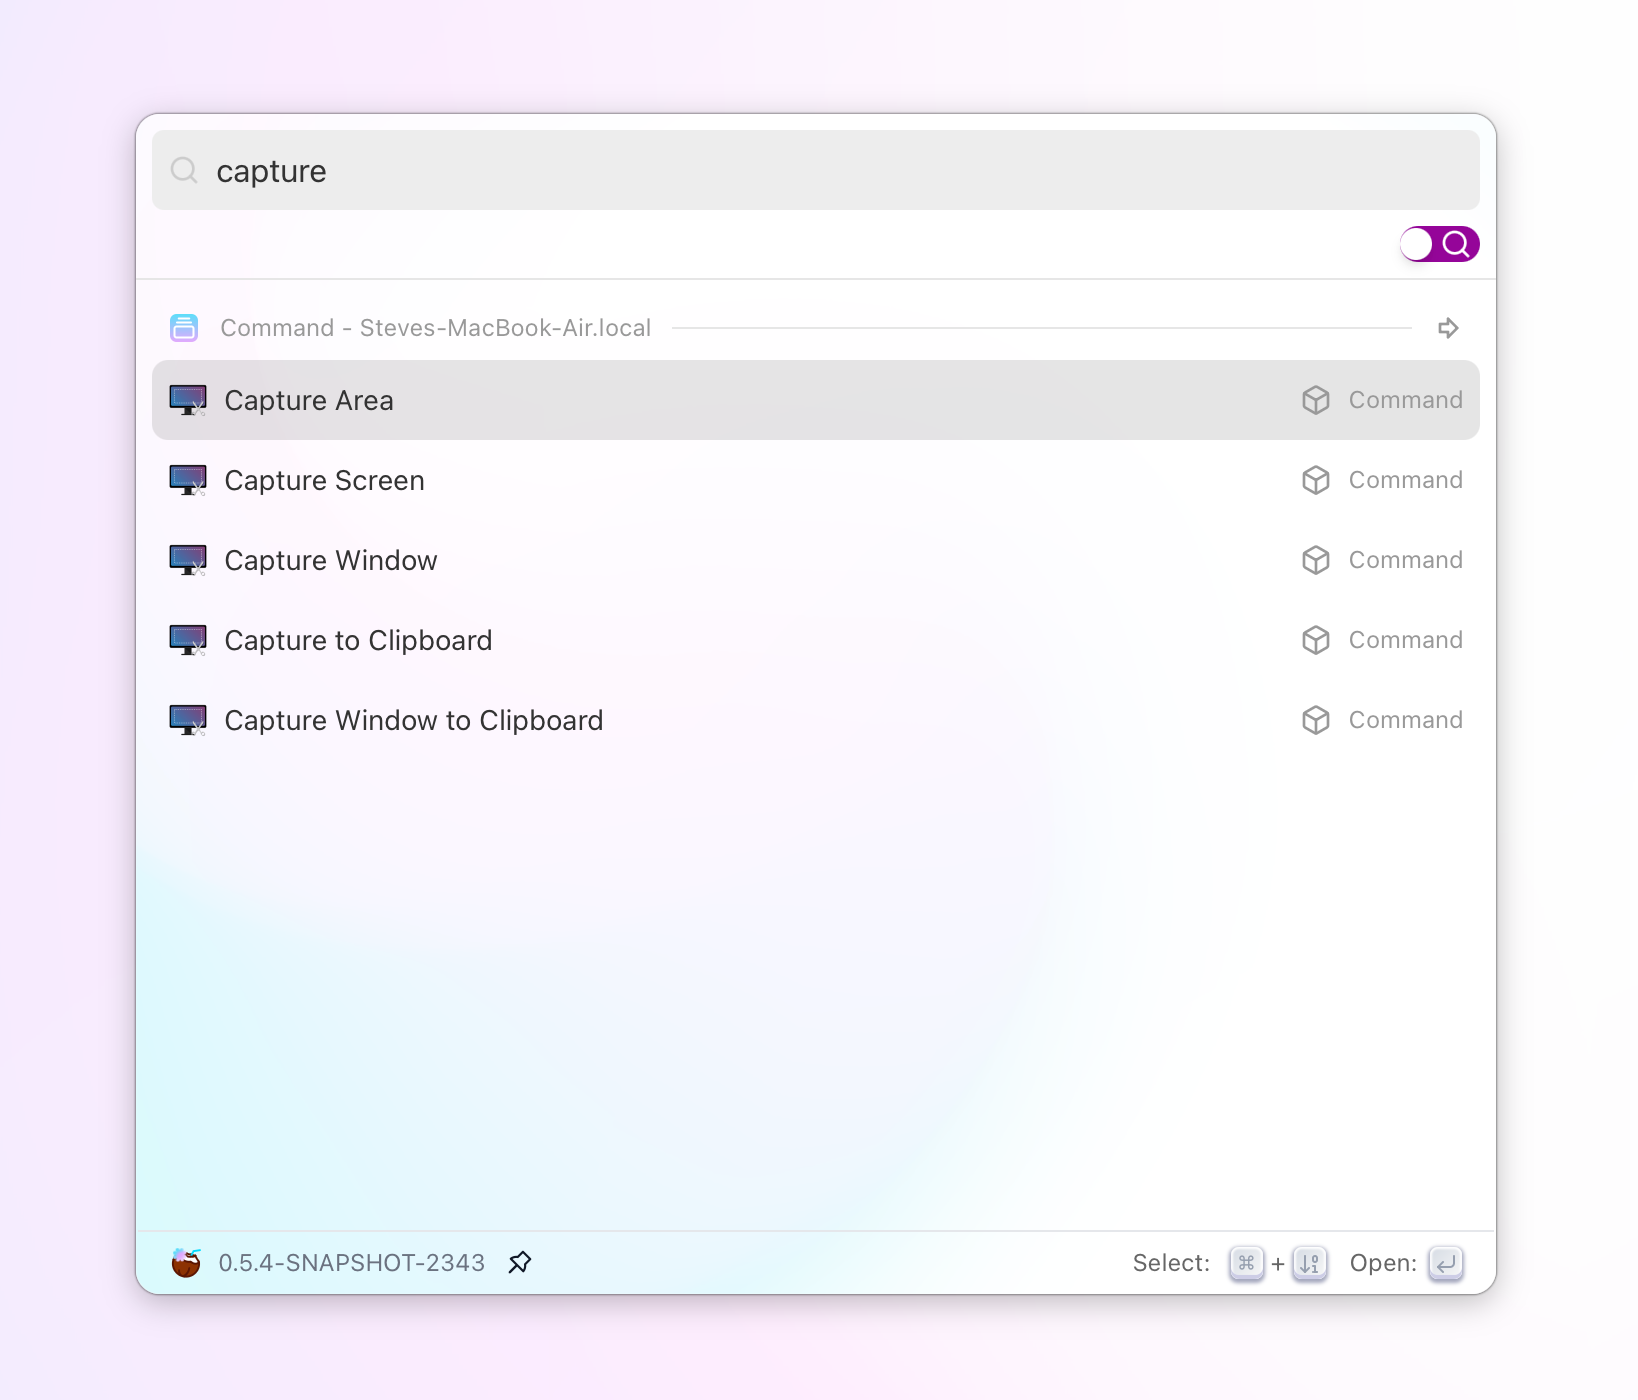 capture
Command - Steves-MacBook-Air.local
Capture Area Command
Capture Screen Command
Capture Window Command
Capture to Clipboard Command
Capture Window to Clipboard Command
0.5.4-SNAPSHOT-2343 Select: ⌘ + ↓01 Open: ↵